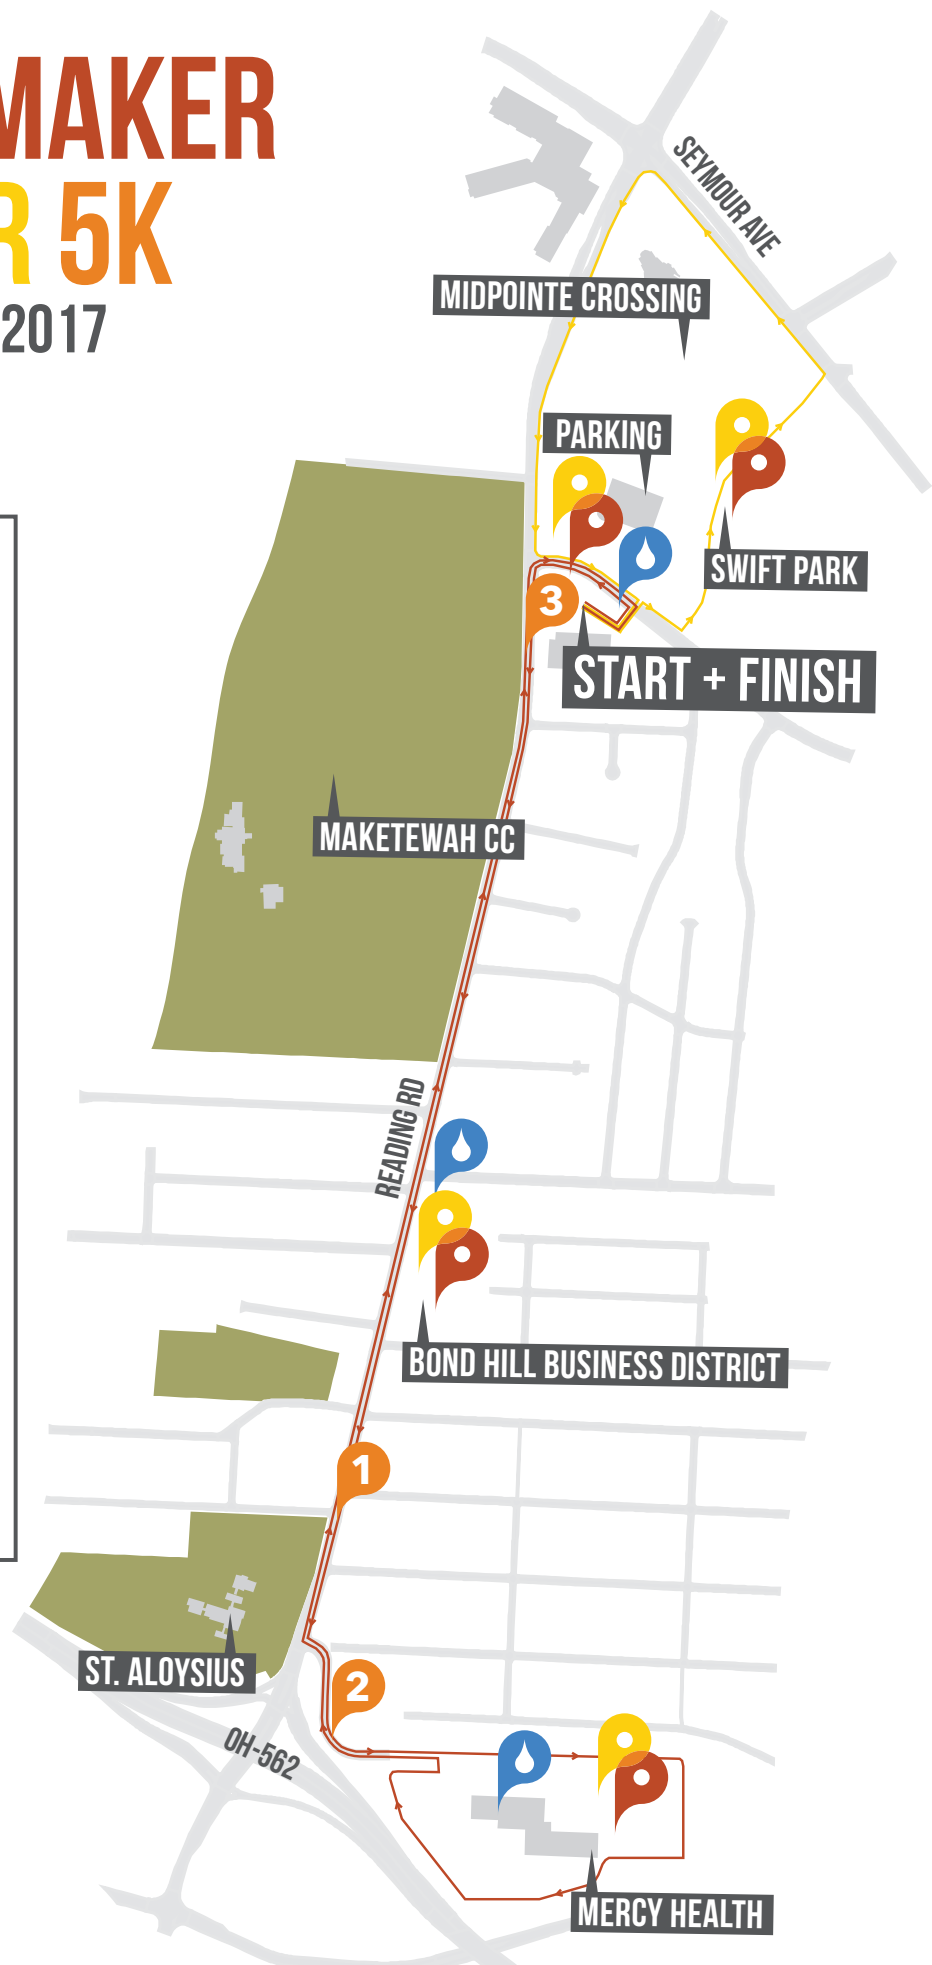 MAKER
R 5K
2017
SEYMOUR AVE
MIDPOINTE CROSSING
PARKING
SWIFT PARK
3
START + FINISH
MAKETEWAH CC
READING RD
BOND HILL BUSINESS DISTRICT
1
ST. ALOYSIUS
2
OH-562
MERCY HEALTH